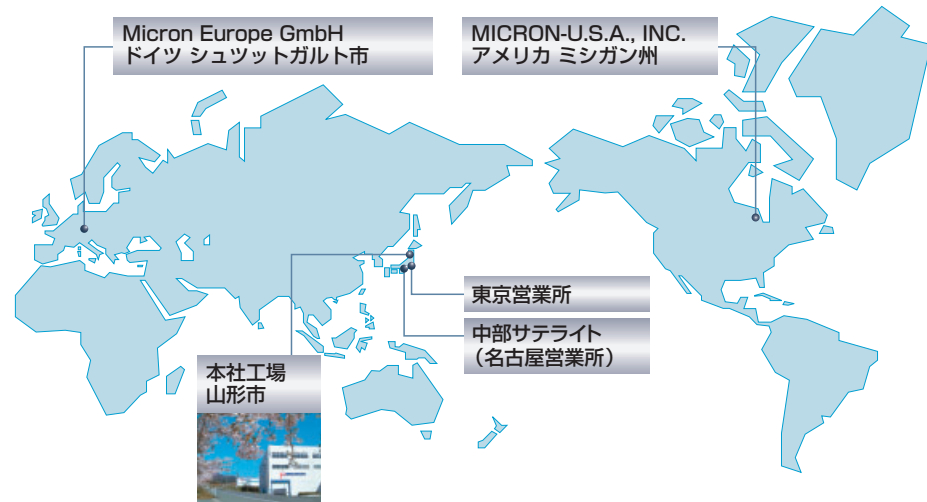 Micron Europe GmbH
ドイツ シュツットガルト市
MICRON-U.S.A., INC.
アメリカ ミシガン州
東京営業所
中部サテライト
（名古屋営業所）
本社工場
山形市